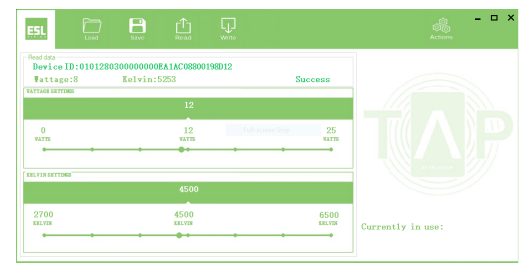 ESL
Load
Save
Read
Write
Actions
Read data
Device ID:0101280300000000EA1AC08800198D12
Wattage:8 Kelvin:5253 Success
WATTAGE SETTINGS
12
0 12 25
WATTS WATTS WATTS
KELVIN SETTINGS
4500
2700 4500 6500
KELVIN KELVIN KELVIN
TAP
Currently in use: